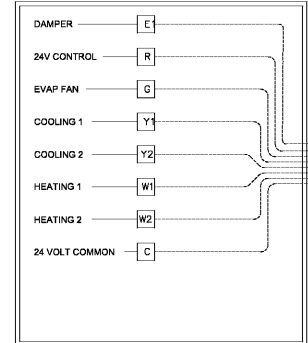 DAMPER E1
24V CONTROL R
EVAP FAN G
COOLING 1 Y1
COOLING 2 Y2
HEATING 1 W1
HEATING 2 W2
24 VOLT COMMON C